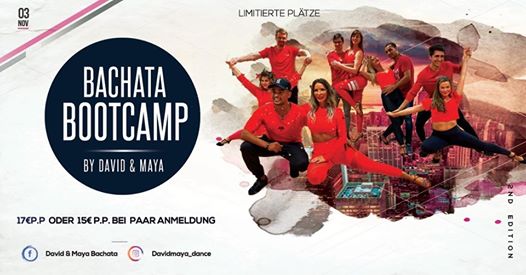 03
NOV
LIMITIERTE PLÄTZE
BACHATA
BOOTCAMP
BY DAVID & MAYA
2ND EDITION
17€P.P ODER 15€ P.P. BEI PAAR ANMELDUNG
David & Maya Bachata
Davidmaya_dance